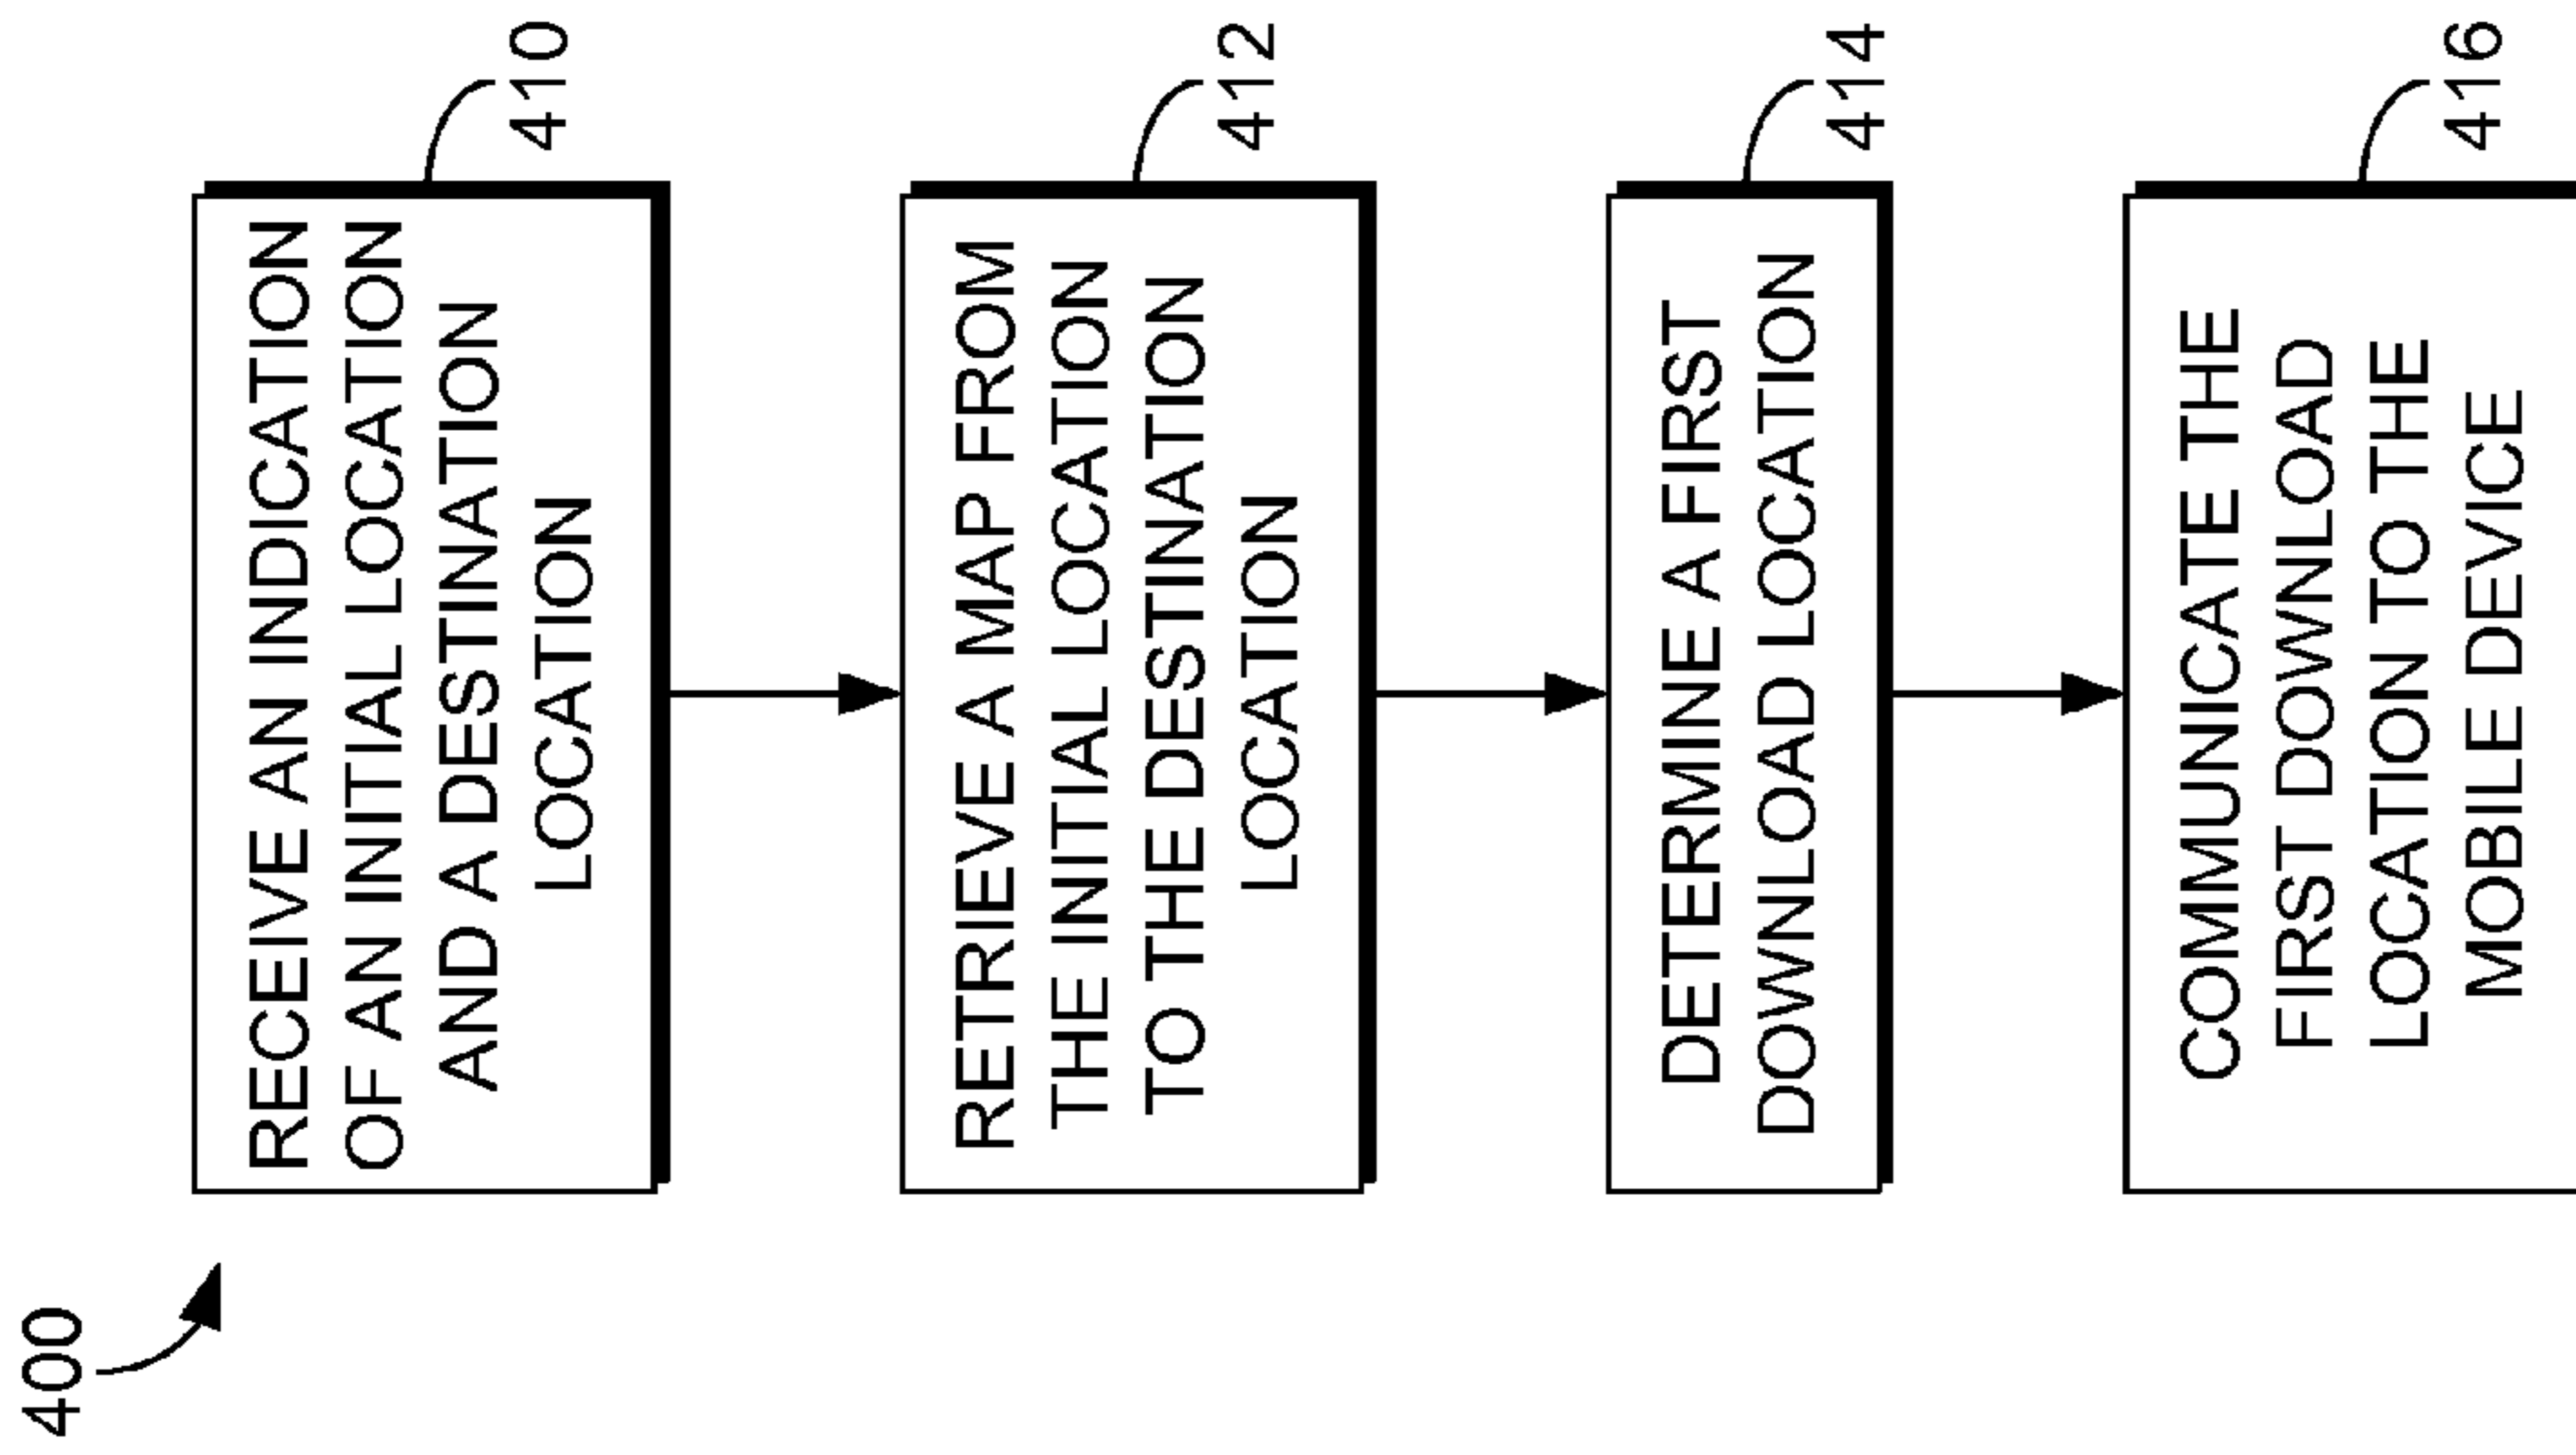 400
RECEIVE AN INDICATION
OF AN INITIAL LOCATION
AND A DESTINATION
LOCATION
410
RETRIEVE A MAP FROM
THE INITIAL LOCATION
TO THE DESTINATION
LOCATION
412
DETERMINE A FIRST
DOWNLOAD LOCATION
414
COMMUNICATE THE
FIRST DOWNLOAD
LOCATION TO THE
MOBILE DEVICE
416